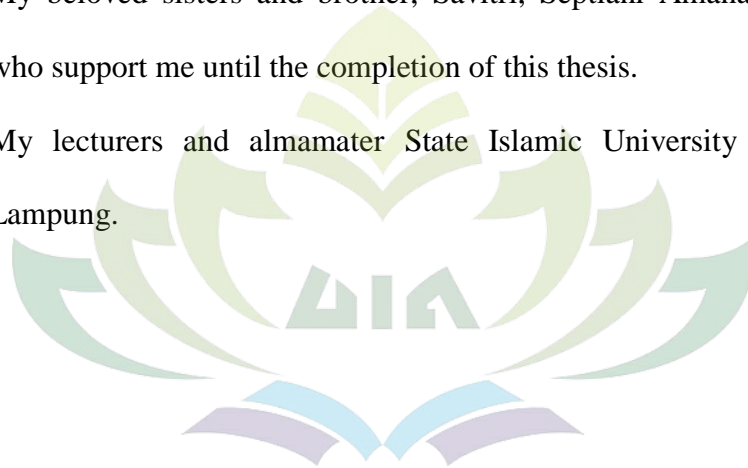 My beloved sisters and brother, Savitri, Septiani
who support me until the completion of this thesis.
My lecturers and almamater State Islamic University
Lampung.
UIN